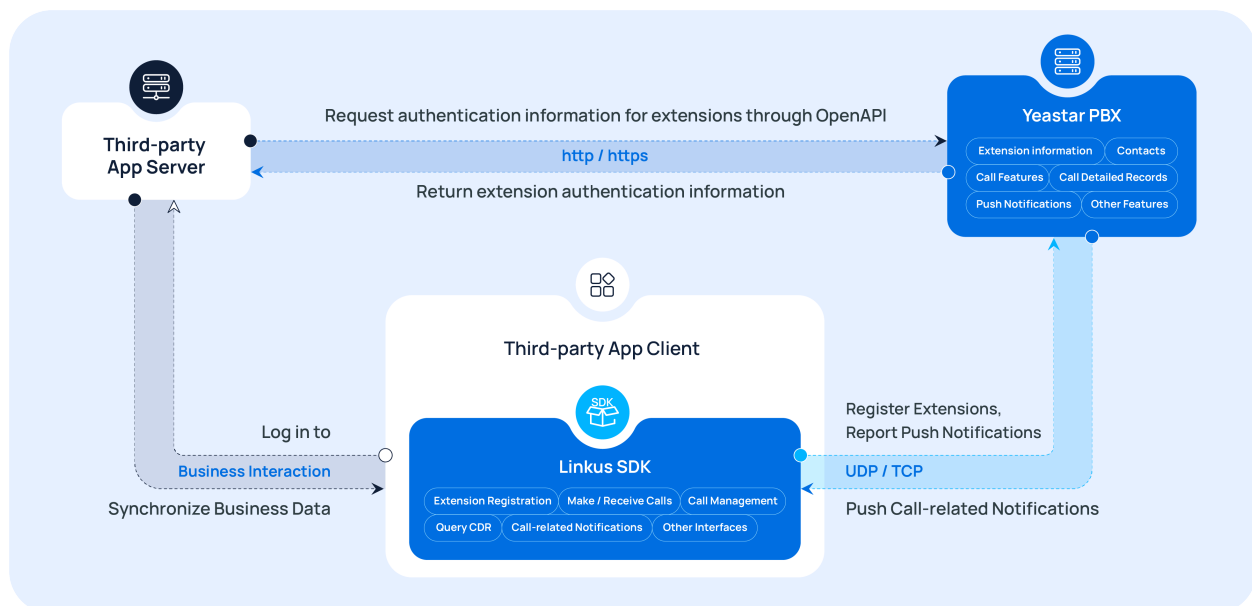 Third-party
App Server
Request authentication information for extensions through OpenAPI
http / https
Return extension authentication information
Yeastar PBX
Extension information
Contacts
Call Features
Call Detailed Records
Push Notifications
Other Features
Third-party App Client
SDK
Linkus SDK
Extension Registration
Make / Receive Calls
Call Management
Query CDR
Call-related Notifications
Other Interfaces
Log in to
Business Interaction
Synchronize Business Data
Register Extensions,
Report Push Notifications
UDP / TCP
Push Call-related Notifications